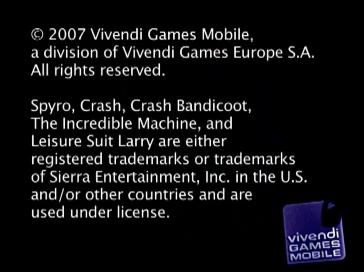 © 2007 Vivendi Games Mobile,
a division of Vivendi Games Europe S.A.
All rights reserved.
Spyro, Crash, Crash Bandicoot,
The Incredible Machine, and
Leisure Suit Larry are either
registered trademarks or trademarks
of Sierra Entertainment, Inc. in the U.S.
and/or other countries and are
used under license.
vivendi
GAMES
MOBILE